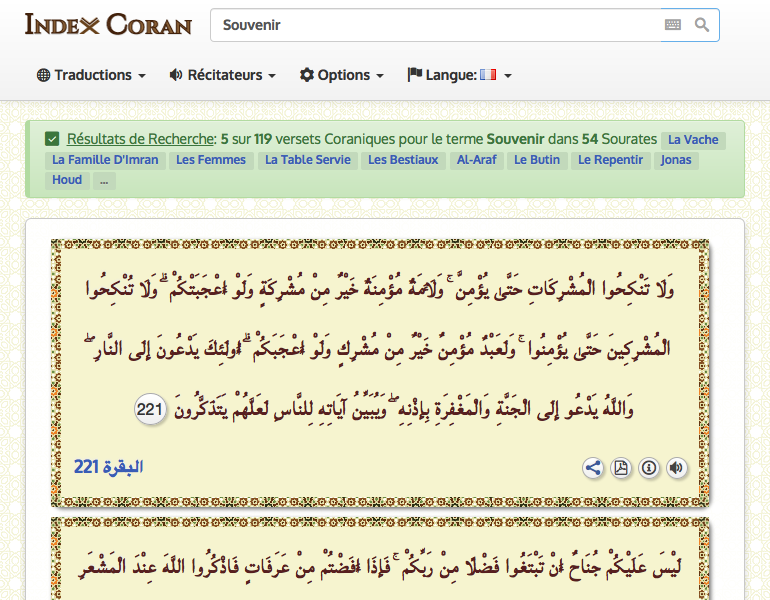 Index Coran
Souvenir
Traductions Récitateurs Options Langue:
Résultats de Recherche: 5 sur 119 versets Coraniques pour le terme Souvenir dans 54 Sourates La Vache
La Famille D'Imran Les Femmes La Table Servie Les Bestiaux Al-Araf Le Butin Le Repentir Jonas
Houd ...
وَلَا تَنْكِحُوا الْمُشْرِكَاتِ حَتَّىٰ يُؤْمِنَّ ۚ وَلَأَمَةٌ مُؤْمِنَةٌ خَيْرٌ مِنْ مُشْرِكَةٍ وَلَوْ أَعْجَبَتْكُمْ ۗ وَلَا تُنْكِحُوا
الْمُشْرِكِينَ حَتَّىٰ يُؤْمِنُوا ۚ وَلَعَبْدٌ مُؤْمِنٌ خَيْرٌ مِنْ مُشْرِكٍ وَلَوْ أَعْجَبَكُمْ ۗ أُولَٰئِكَ يَدْعُونَ إِلَى النَّارِ ۖ
وَاللَّهُ يَدْعُو إِلَى الْجَنَّةِ وَالْمَغْفِرَةِ بِإِذْنِهِ ۖ وَيُبَيِّنُ آيَاتِهِ لِلنَّاسِ لَعَلَّهُمْ يَتَذَكَّرُونَ 221
البقرة 221
لَيْسَ عَلَيْكُمْ جُنَاحٌ أَنْ تَبْتَغُوا فَضْلًا مِنْ رَبِّكُمْ ۚ فَإِذَا أَفَضْتُمْ مِنْ عَرَفَاتٍ فَاذْكُرُوا اللَّهَ عِنْدَ الْمَشْعَرِ